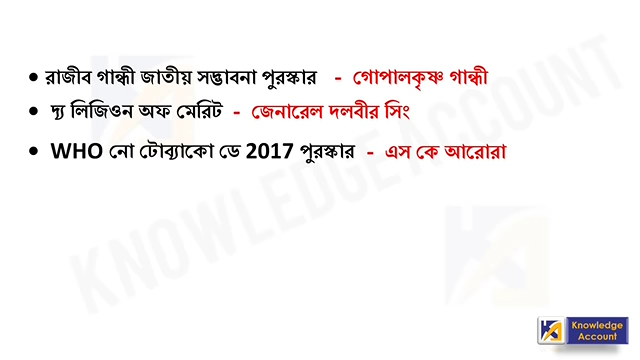 • রাজীব গান্ধী জাতীয় সদ্ভাবনা পুরস্কার - গোপালকৃষ্ণ গান্ধী
• দ্য লিজিওন অফ মেরিট - জেনারেল দলবীর সিং
• WHO নো টোব্যাকো ডে 2017 পুরস্কার - এস কে আরোরা
KNOWLEDGE ACCOUNT
Knowledge
Account